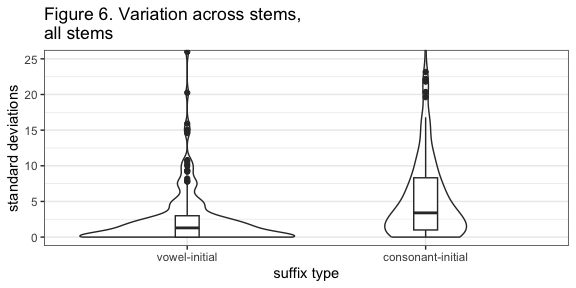 Figure 6. Variation across stems,
all stems
25
20
15
10
5
0
standard deviations
vowel-initial
consonant-initial
suffix type